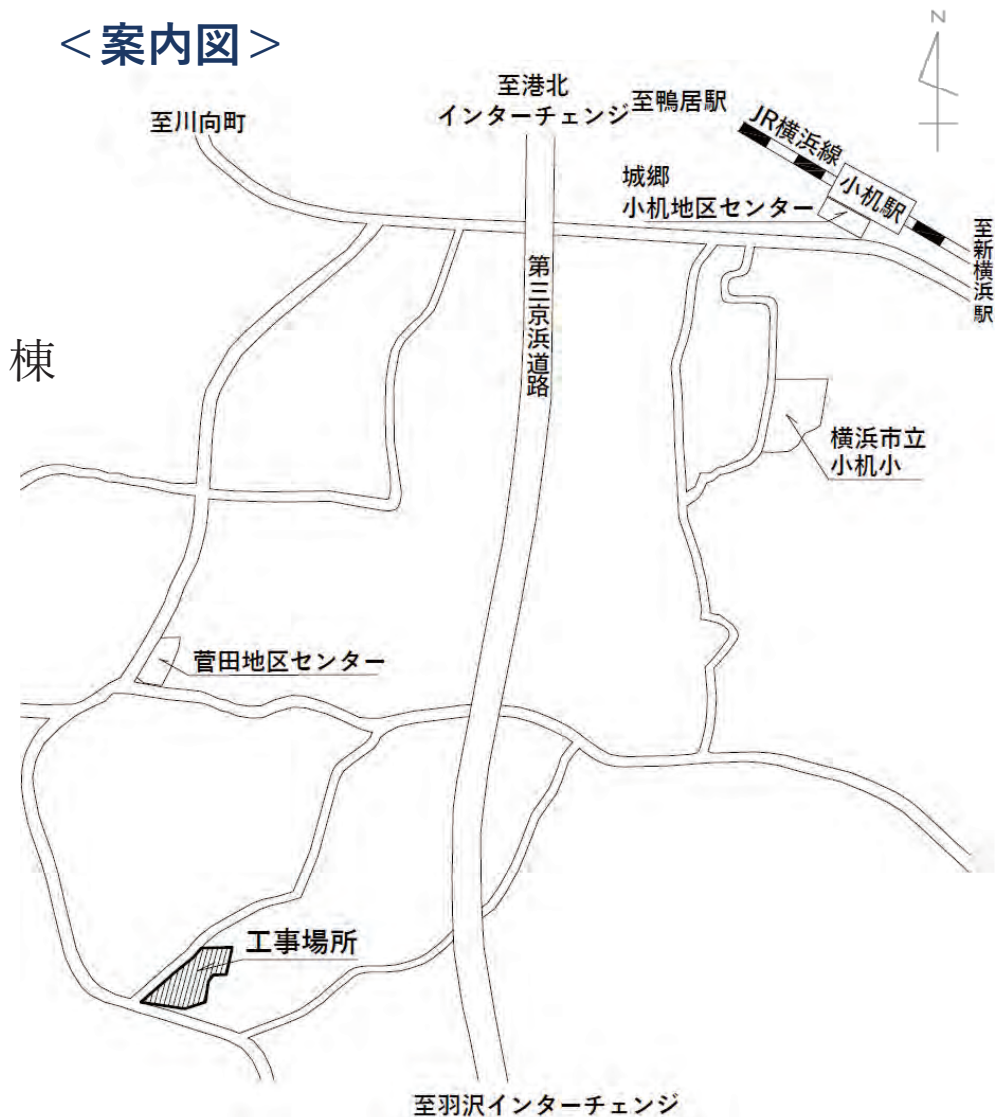 <案内図>
N
至川向町
至港北
インターチェンジ
至鴨居駅
JR横浜線
小机駅
城郷
小机地区センター
至新横浜駅
第三京浜道路
棟
横浜市立
小机小
菅田地区センター
工事場所
至羽沢インターチェンジ